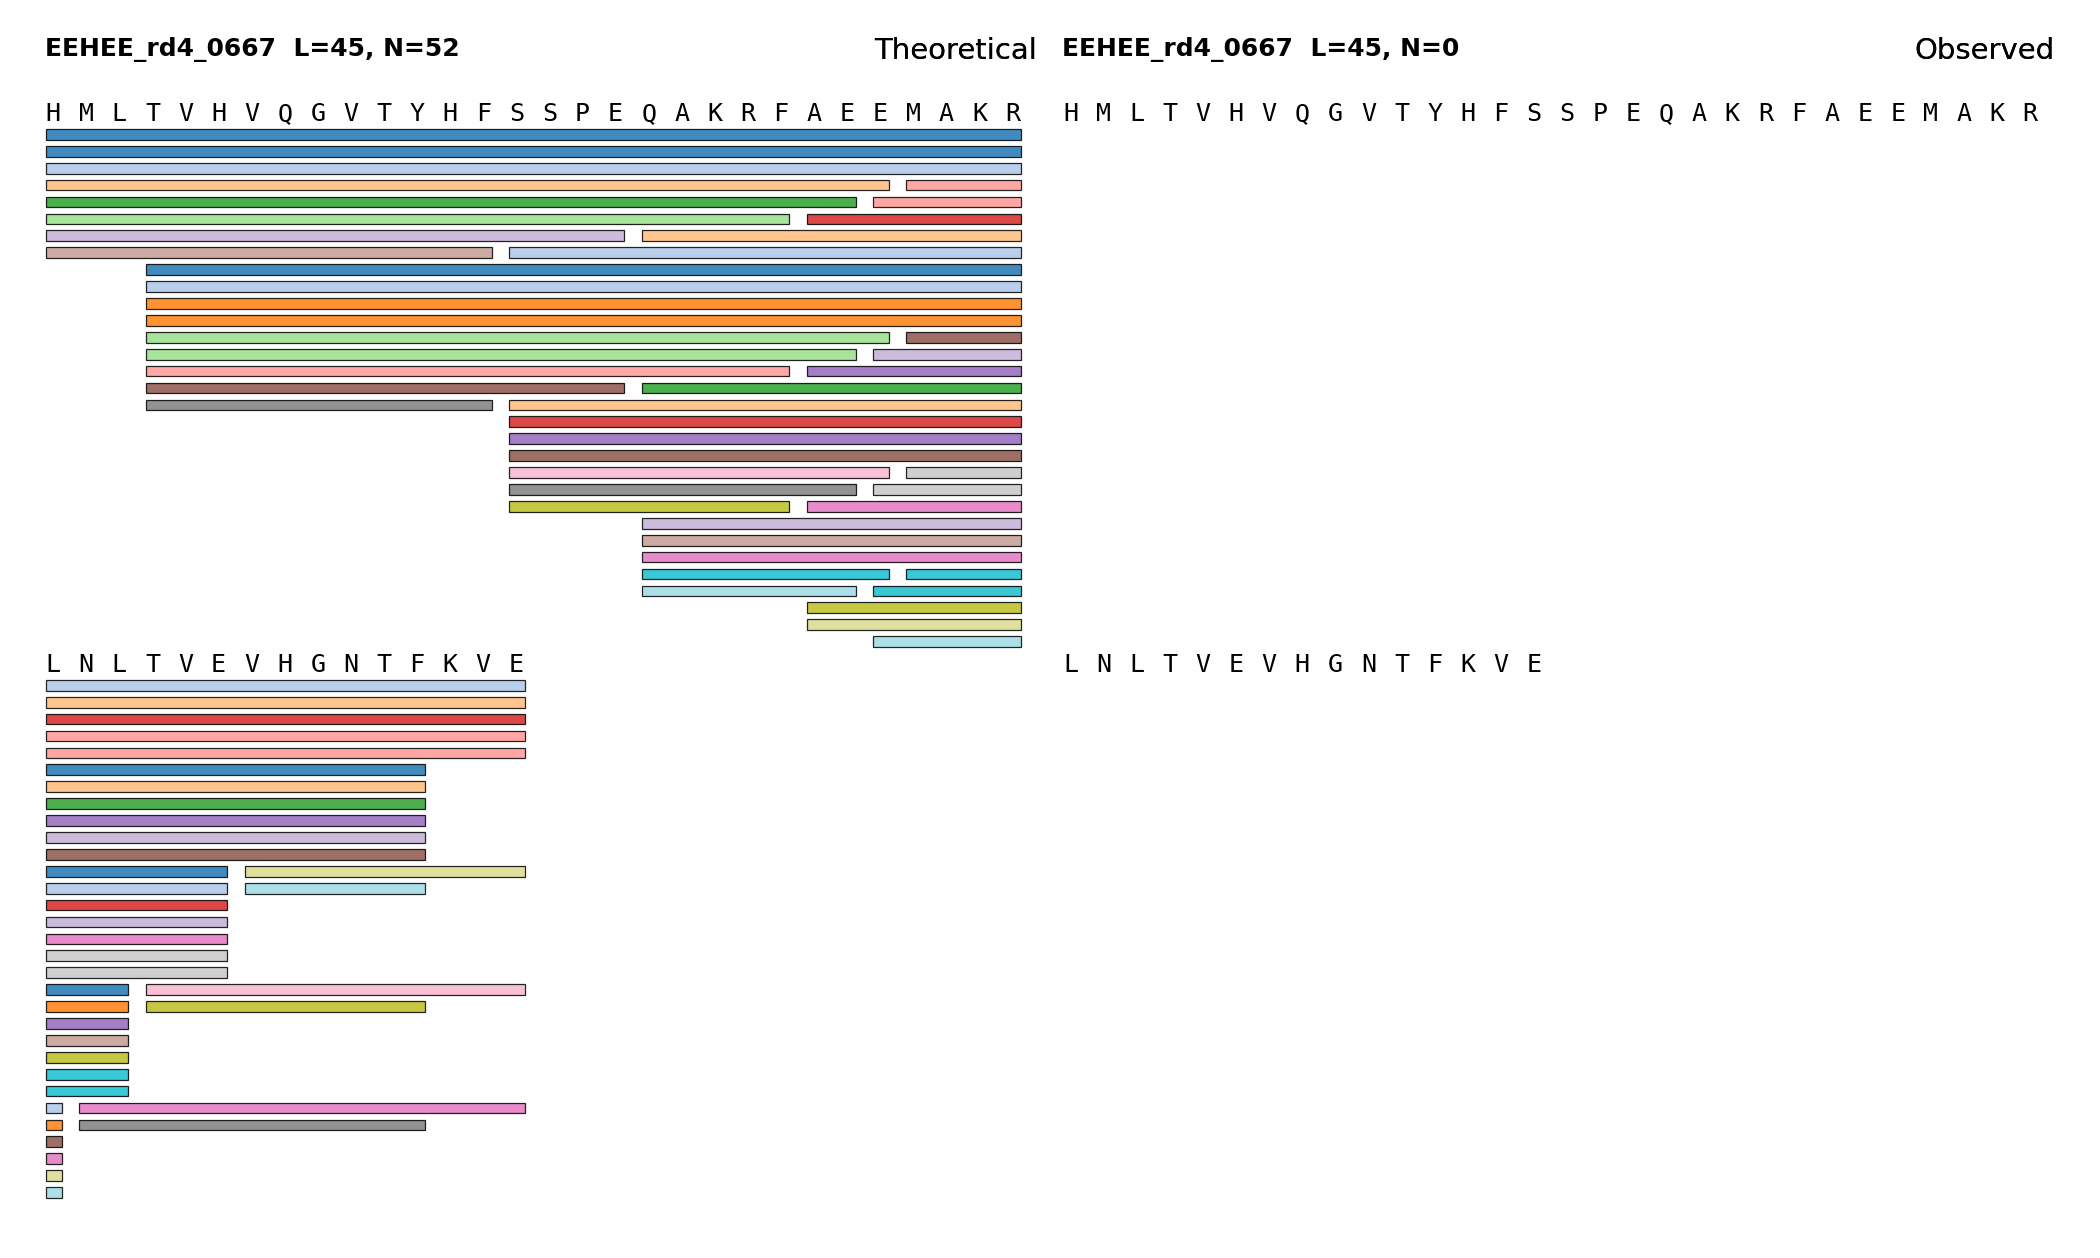 EEHEE_rd4_0667  L=45, N=52
Theoretical
H M L T V H V Q G V T Y H F S S P E Q A K R F A E E M A K R
L N L T V E V H G N T F K V E
EEHEE_rd4_0667  L=45, N=0
Observed
H M L T V H V Q G V T Y H F S S P E Q A K R F A E E M A K R
L N L T V E V H G N T F K V E